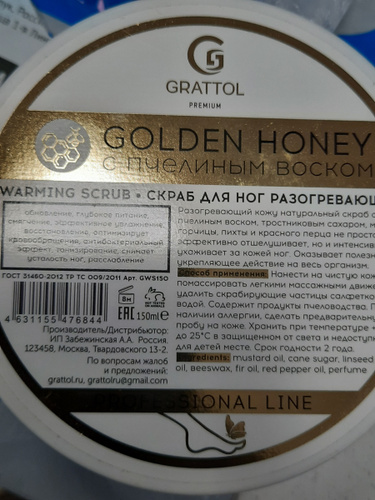 GRATTOL
PREMIUM
GOLDEN HONEY
С ПЧЕЛИНЫМ ВОСКОМ
WARMING SCRUB • СКРАБ ДЛЯ НОГ РАЗОГРЕВАЮ
обновление, глубокое питание,
смягчение, эффективное увлажнение,
восстановление, оптимизирует
кровообращение, антибактериальный
эффект, тонизирование, снимает
усталость ног, расслабление
ГОСТ 31460-2012 ТР ТС 009/2011 Арт. GWS150
4 631155 476844
8м
EAC 150ml e
Производитель/Дистрибьютор:
ИП Забежинская А.А. Россия,
123458, Москва, Твардовского 13-2.
По вопросам жалоб
и предложений:
grattol.ru, grattolru@gmail.com
Разогревающий кожу натуральный скраб с
пчелиным воском, тростниковым сахаром, м
горчицы, пихты и красного перца не просто
эффективно отшелушивает, но и интенсив
ухаживает за кожей ног. Оказывает полезн
укрепляющее действие на весь организм.
Способ применения: Нанести на чистую кож
помассировать легкими массажными движе
удалить скрабирующие частицы салфетко
водой. Содержит продукты пчеловодства. П
наличии аллергии, сделать предварительн
пробу на коже. Хранить при температуре +
до 25°С в защищенном от света и недоступ
для детей месте. Срок годности 2 года.
Ingredients: mustard oil, cane sugar, linseed
oil, beeswax, fir oil, red pepper oil, perfume
PROFESSIONAL LINE